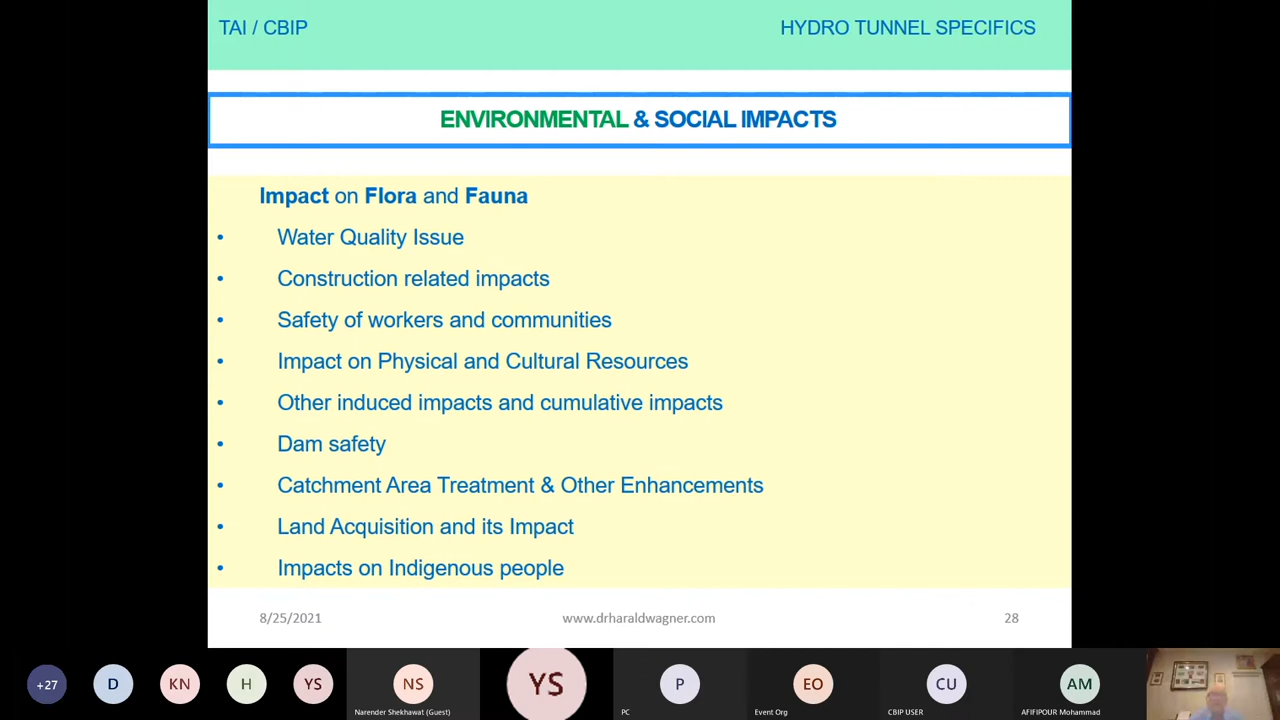 TAI / CBIP
HYDRO TUNNEL SPECIFICS
ENVIRONMENTAL & SOCIAL IMPACTS
Impact on Flora and Fauna
• Water Quality Issue
• Construction related impacts
• Safety of workers and communities
• Impact on Physical and Cultural Resources
• Other induced impacts and cumulative impacts
• Dam safety
• Catchment Area Treatment & Other Enhancements
• Land Acquisition and its Impact
• Impacts on Indigenous people
8/25/2021
www.drharaldwagner.com
28
+27
D
KN
H
YS
NS
YS
P
EO
CU
AM
Narender Shekhawat (Guest)
PC
Event Org
CBIP USER
AFIFIPOUR Mohammad